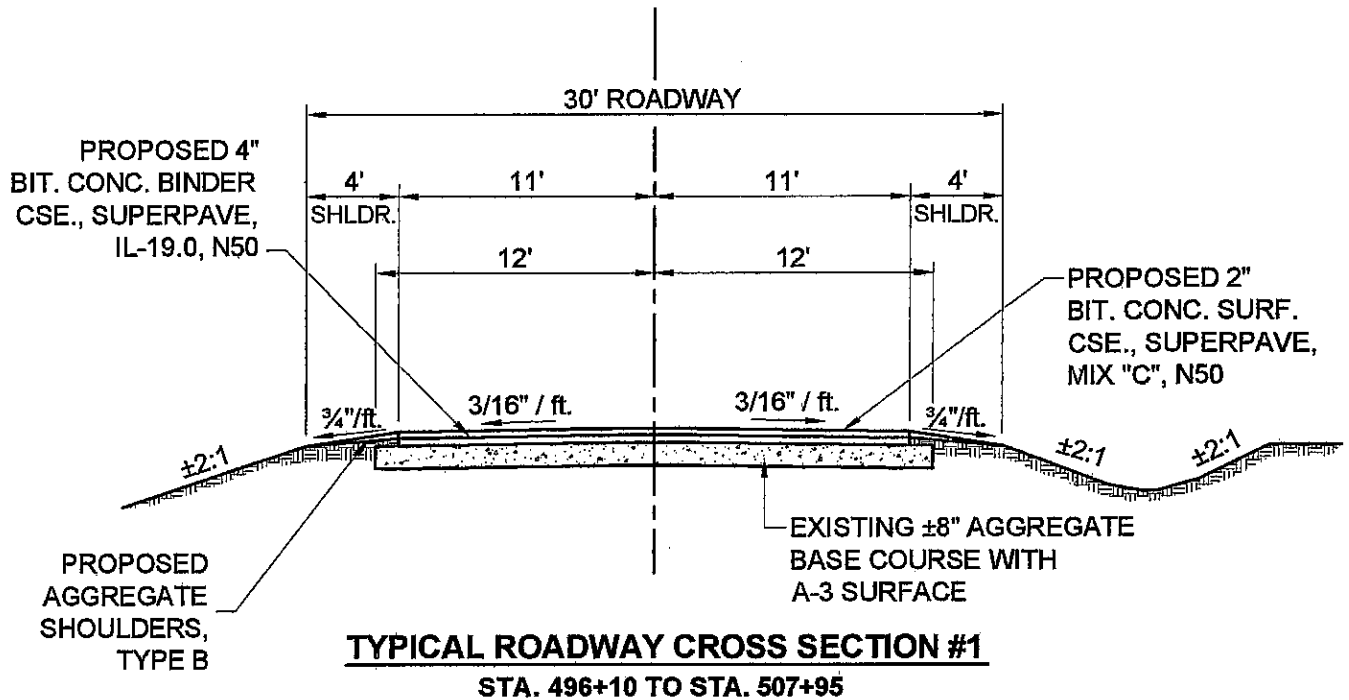 30' ROADWAY
PROPOSED 4"
BIT. CONC. BINDER
CSE., SUPERPAVE,
IL-19.0, N50
4'
SHLDR.
11'
11'
4'
SHLDR.
12'
12'
PROPOSED 2"
BIT. CONC. SURF.
CSE., SUPERPAVE,
MIX "C", N50
¾"/ft.
3/16" / ft.
3/16" / ft.
¾"/ft.
±2:1
±2:1
±2:1
PROPOSED
AGGREGATE
SHOULDERS,
TYPE B
EXISTING ±8" AGGREGATE
BASE COURSE WITH
A-3 SURFACE
TYPICAL ROADWAY CROSS SECTION #1
STA. 496+10 TO STA. 507+95